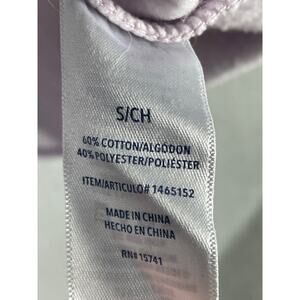 S/CH
60% COTTON/ALGODON
40% POLYESTER/POLIÉSTER
ITEM/ARTICULO# 1465152
MADE IN CHINA
HECHO EN CHINA
RN# 15741